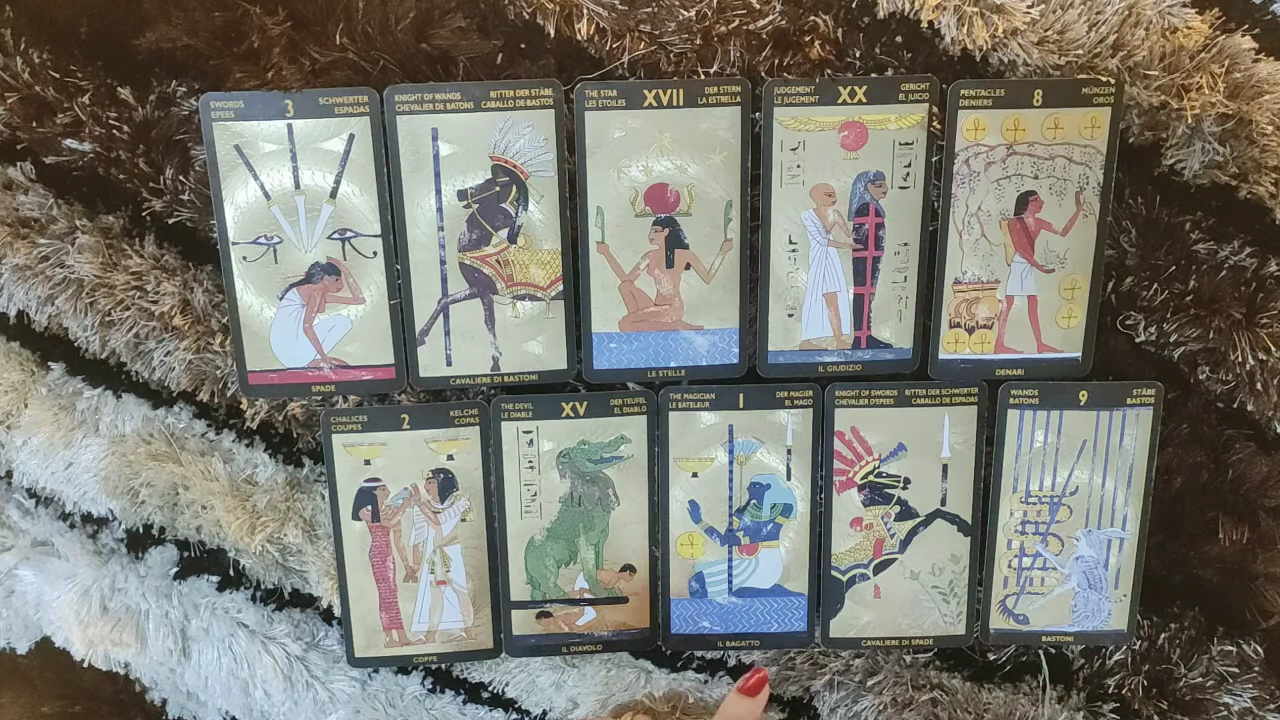 SWORDS 3 SCHWERTER
EPEES ESPADAS
SPADE
KNIGHT OF WANDS RITTER DER STÄBE
CHEVALIER DE BATONS CABALLO DE BASTOS
CAVALIERE DI BASTONI
THE STAR XVII DER STERN
LES ETOILES LA ESTRELLA
LE STELLE
JUDGEMENT XX GERICHT
LE JUGEMENT EL JUICIO
IL GIUDIZIO
PENTACLES 8 MÜNZEN
DENIERS OROS
DENARI
CHALICES 2 KELCHE
COUPES COPAS
COPPE
THE DEVIL XV DER TEUFEL
LE DIABLE EL DIABLO
IL DIAVOLO
THE MAGICIAN I DER MAGIER
LE BATELEUR EL MAGO
IL BAGATTO
KNIGHT OF SWORDS RITTER DER SCHWERTER
CHEVALIER D'EPEES CABALLO DE ESPADAS
CAVALIERE DI SPADE
WANDS 9 STÄBE
BATONS BASTOS
BASTONI